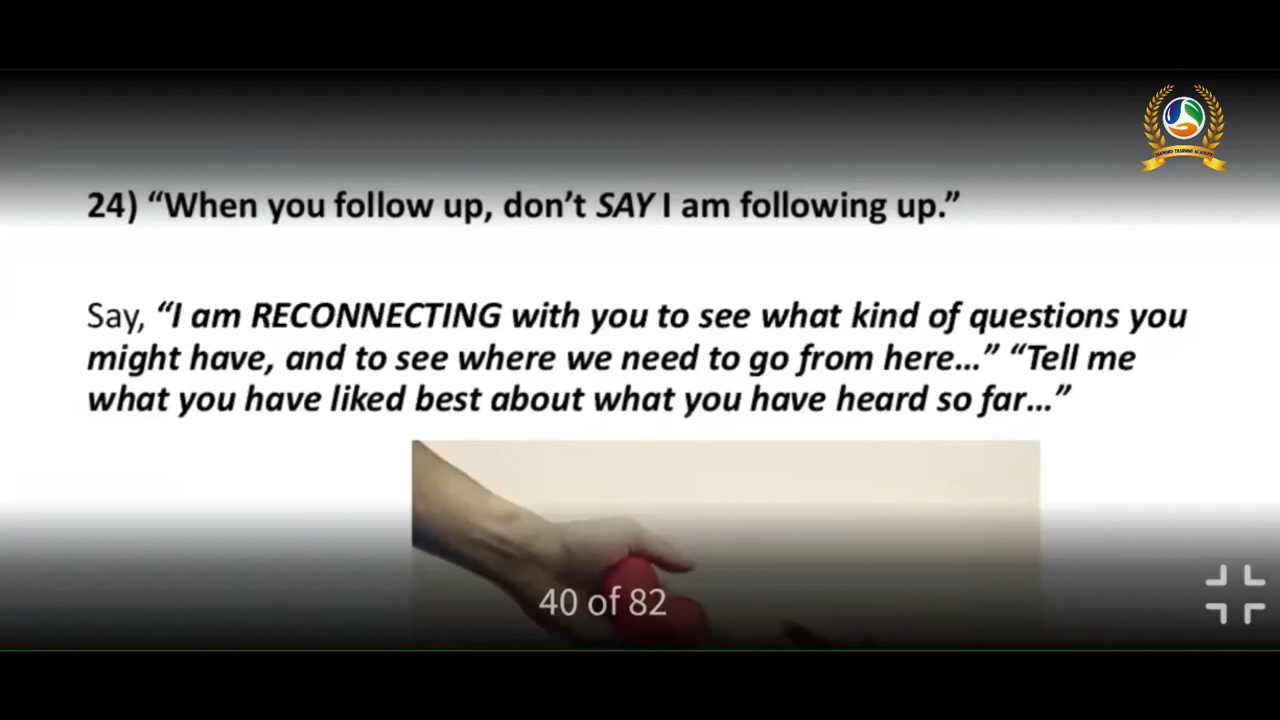 24) “When you follow up, don’t SAY I am following up.”
Say, “I am RECONNECTING with you to see what kind of questions you
might have, and to see where we need to go from here...” “Tell me
what you have liked best about what you have heard so far...”
40 of 82
TRAINING ACADEMY